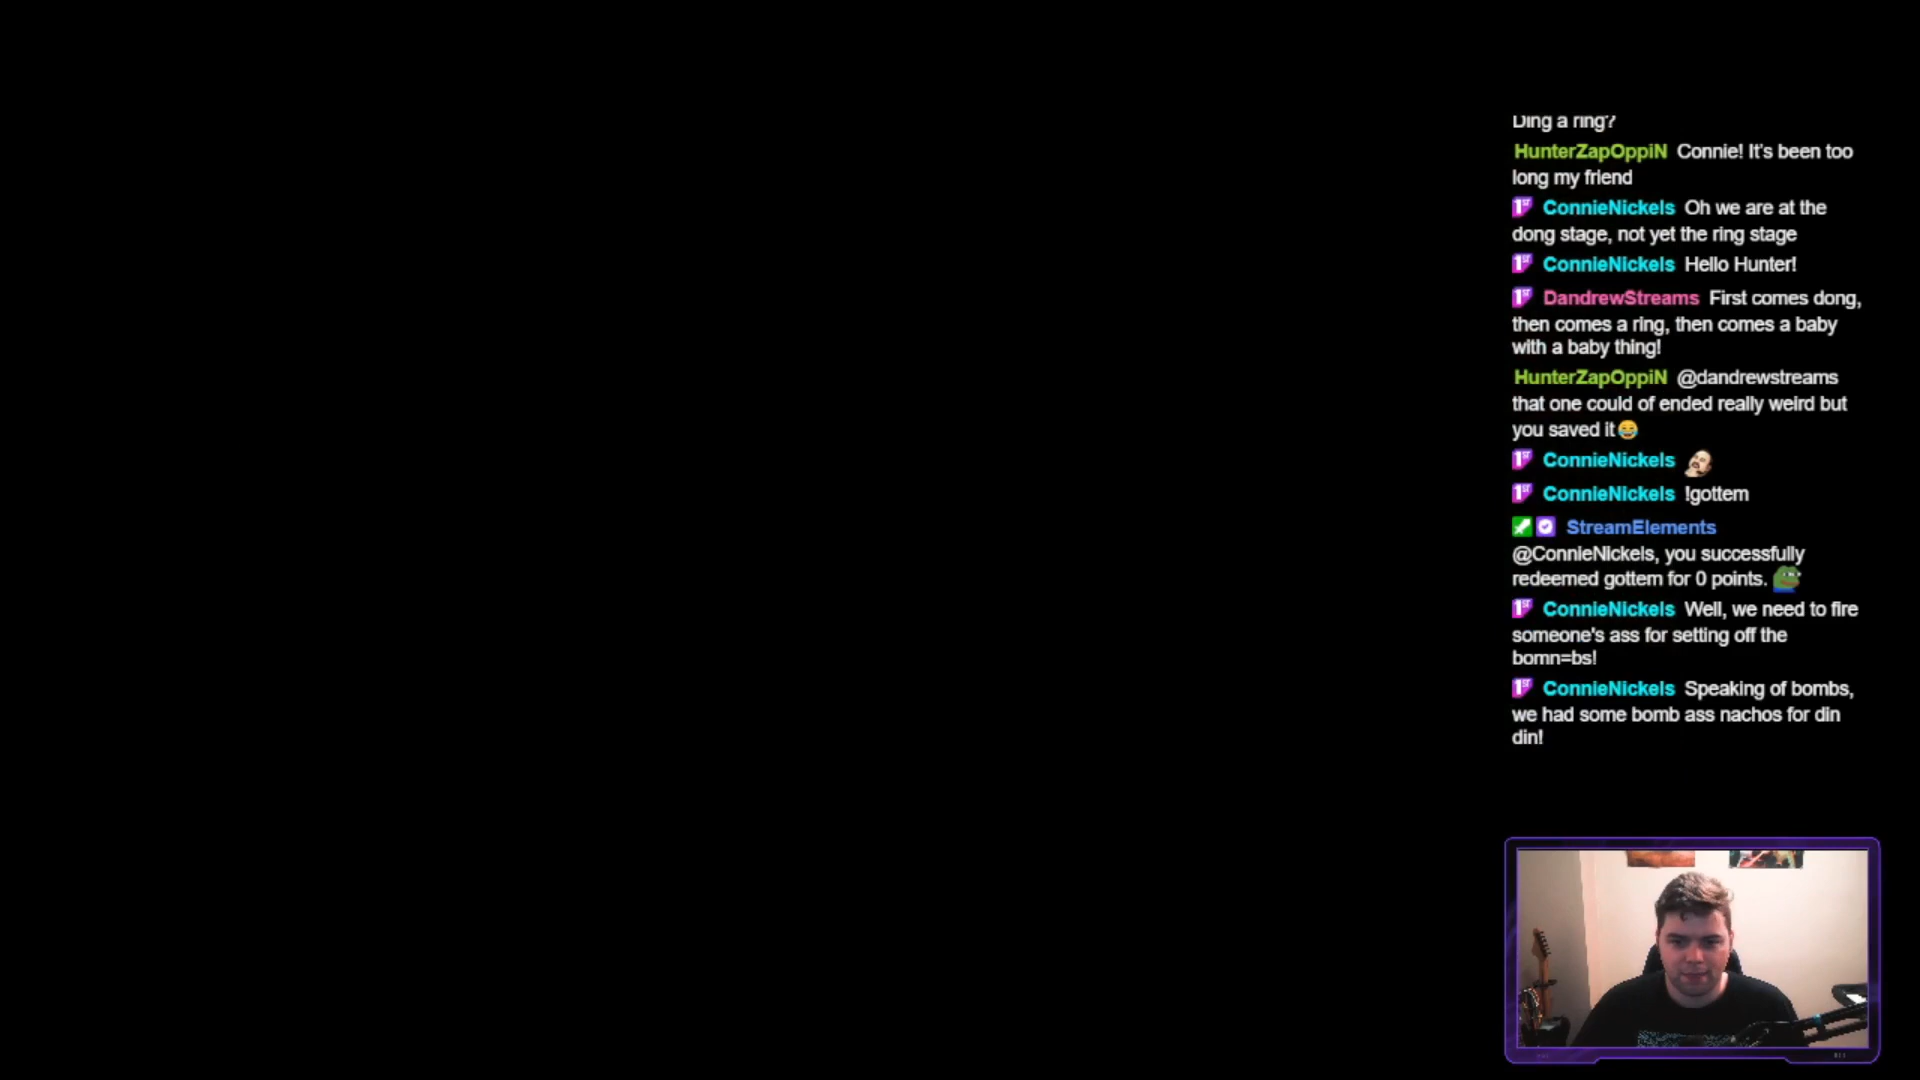 Ding a ring?
HunterZapOppiN Connie! It's been too
long my friend
ConnieNickels Oh we are at the
dong stage, not yet the ring stage
ConnieNickels Hello Hunter!
DandrewStreams First comes dong,
then comes a ring, then comes a baby
with a baby thing!
HunterZapOppiN @dandrewstreams
that one could of ended really weird but
you saved it😂
ConnieNickels
ConnieNickels !gottem
StreamElements
@ConnieNickels, you successfully
redeemed gottem for 0 points.
ConnieNickels Well, we need to fire
someone's ass for setting off the
bomn=bs!
ConnieNickels Speaking of bombs,
we had some bomb ass nachos for din
din!